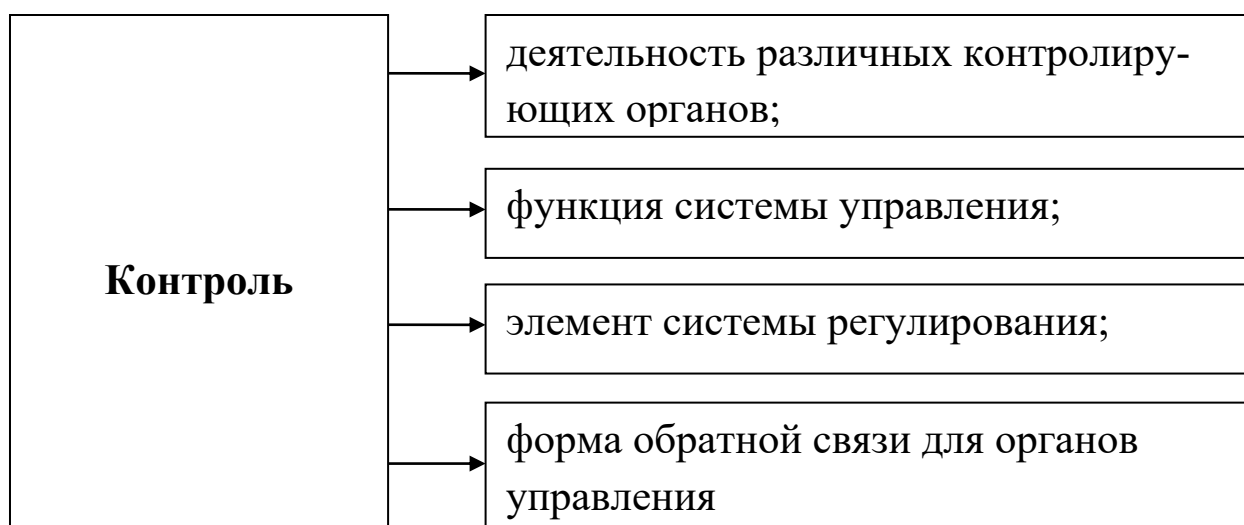 Контроль
деятельность различных контролиру-
ющих органов;
функция системы управления;
элемент системы регулирования;
форма обратной связи для органов
управления